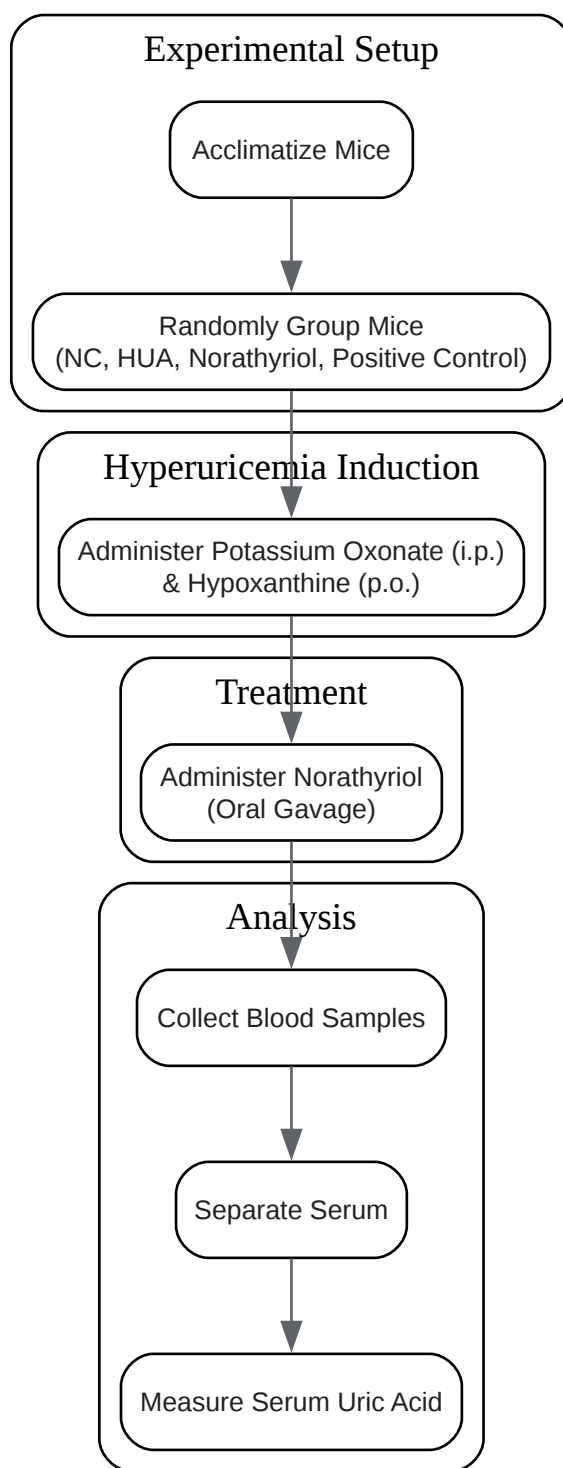 Experimental Setup
Acclimatize Mice
Randomly Group Mice
(NC, HUA, Norathyriol, Positive Control)
Hyperuricemia Induction
Administer Potassium Oxonate (i.p.)
& Hypoxanthine (p.o.)
Treatment
Administer Norathyriol
(Oral Gavage)
Analysis
Collect Blood Samples
Separate Serum
Measure Serum Uric Acid